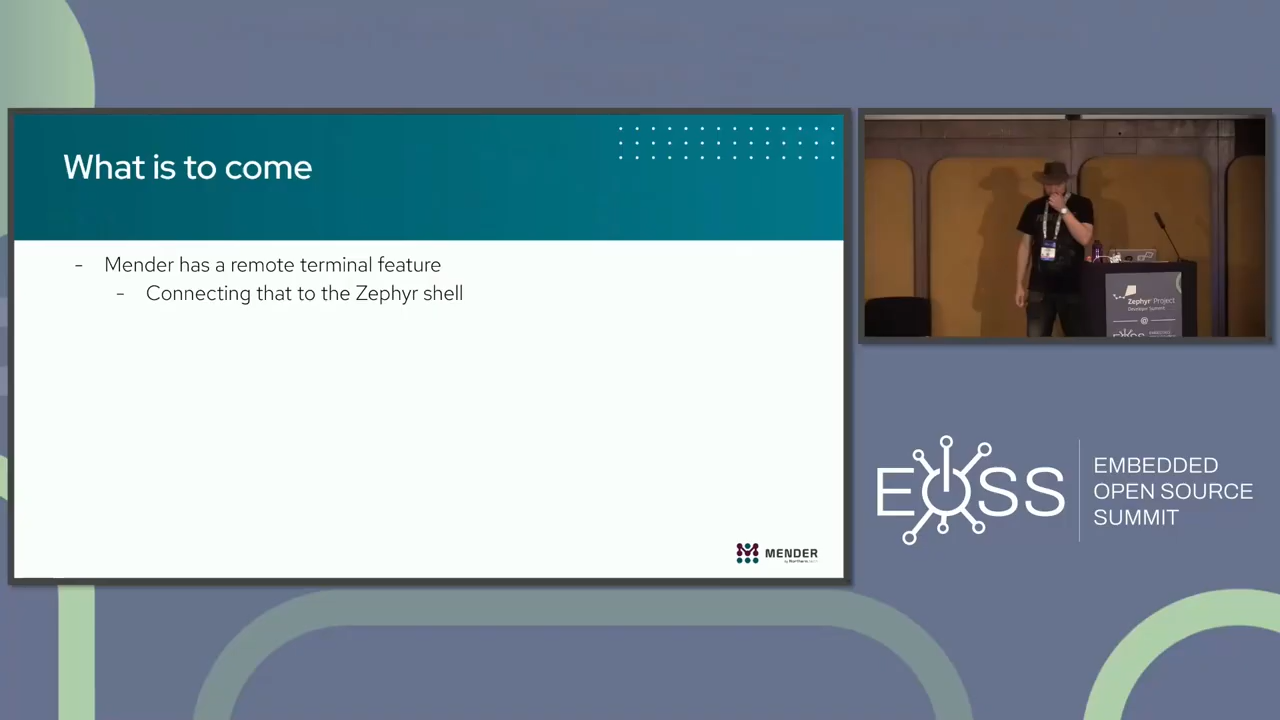 What is to come
- Mender has a remote terminal feature
- Connecting that to the Zephyr shell
MENDER
Zephyr Project
Developer Summit
@
EOSS
EOSS
EMBEDDED
OPEN SOURCE
SUMMIT